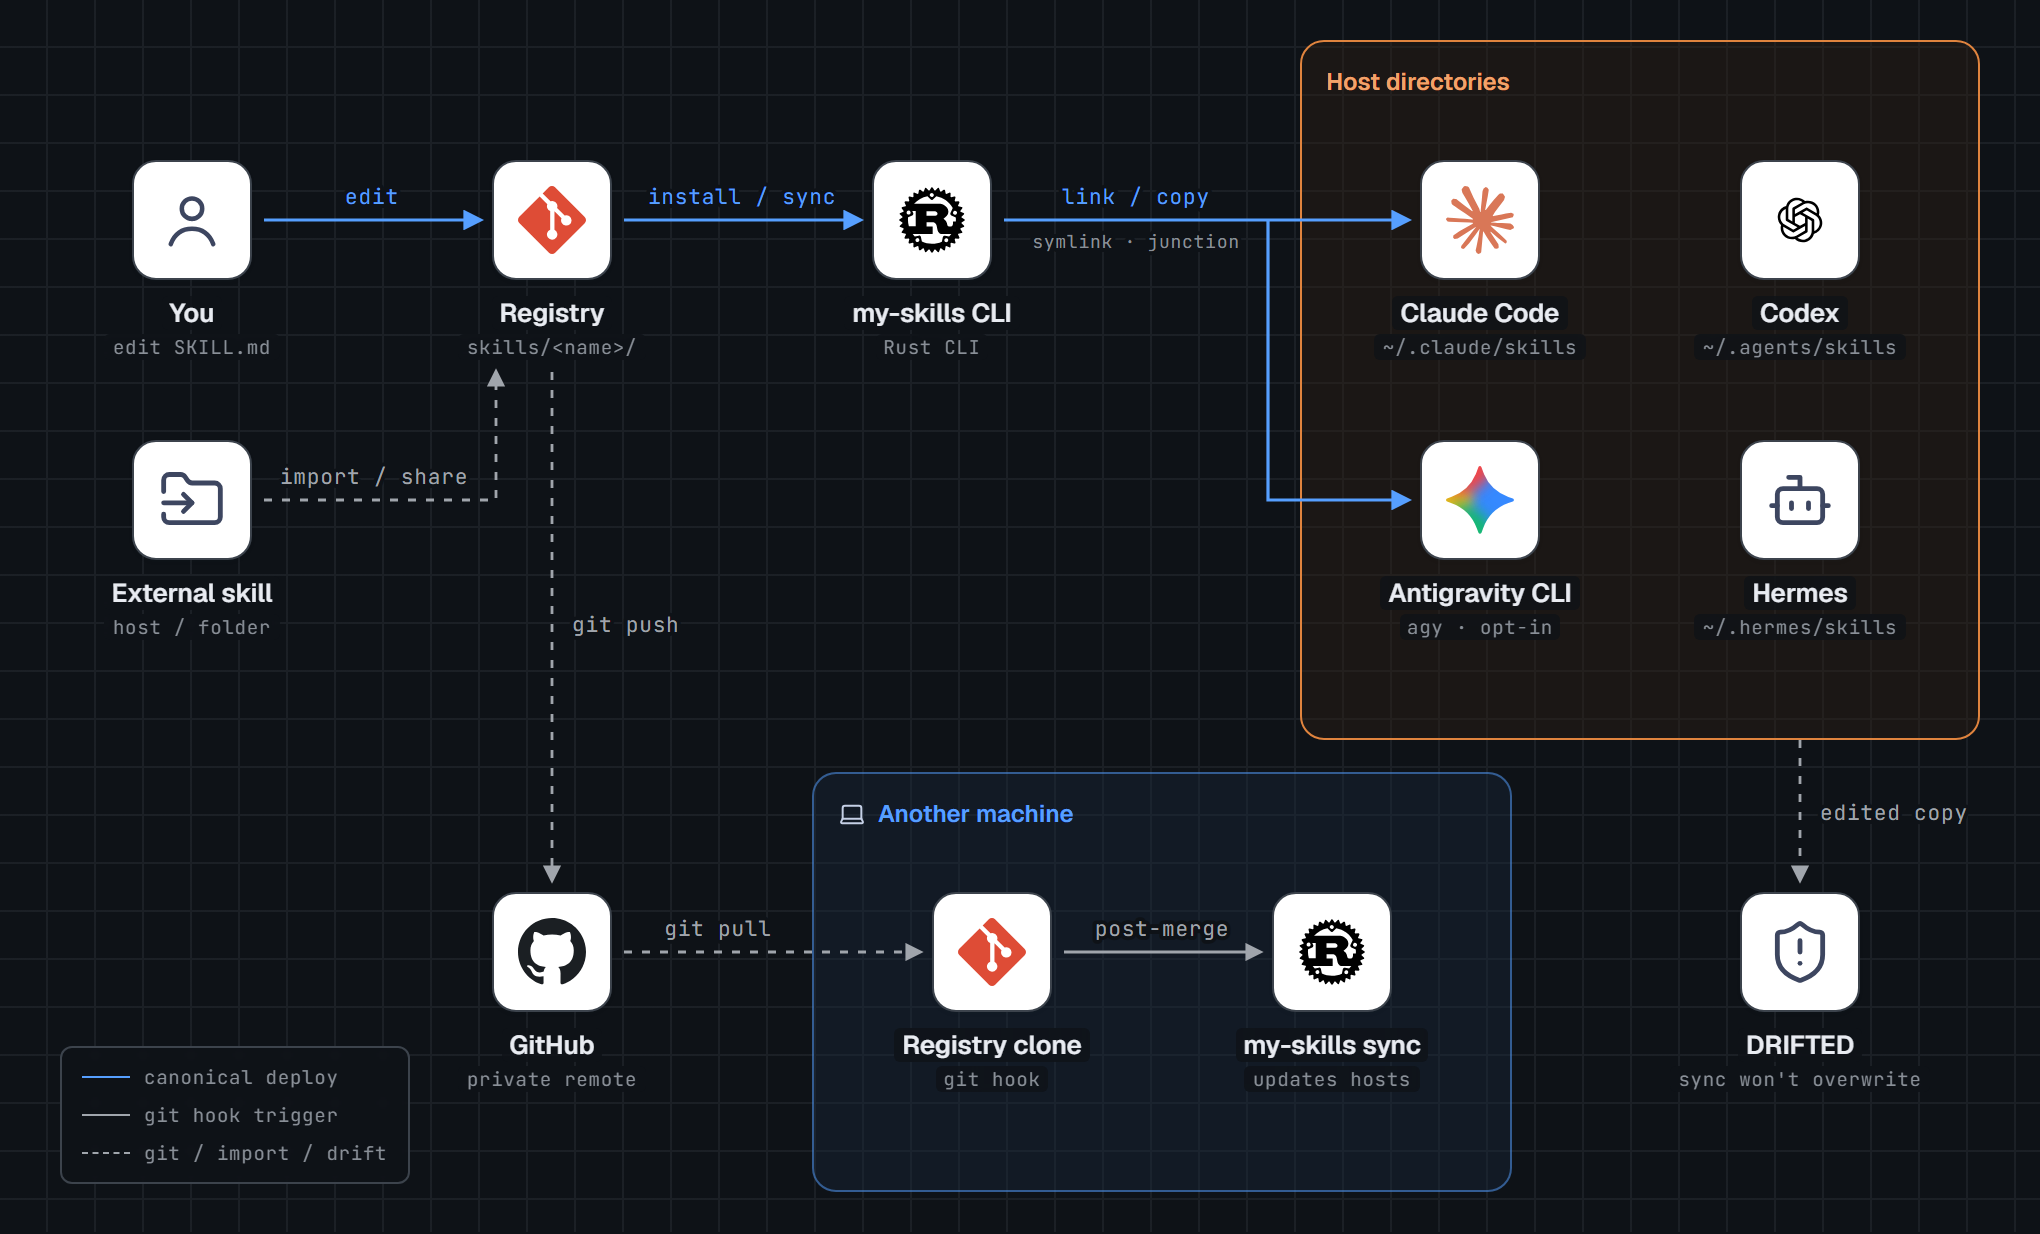 Host directories
edit
install / sync
link / copy
symlink · junction
You
edit SKILL.md
Registry
skills/<name>/
my-skills CLI
Rust CLI
Claude Code
~/.claude/skills
Codex
~/.agents/skills
import / share
External skill
host / folder
git push
Antigravity CLI
agy · opt-in
Hermes
~/.hermes/skills
Another machine
edited copy
git pull
post-merge
GitHub
private remote
Registry clone
git hook
my-skills sync
updates hosts
DRIFTED
sync won't overwrite
canonical deploy
git hook trigger
git / import / drift